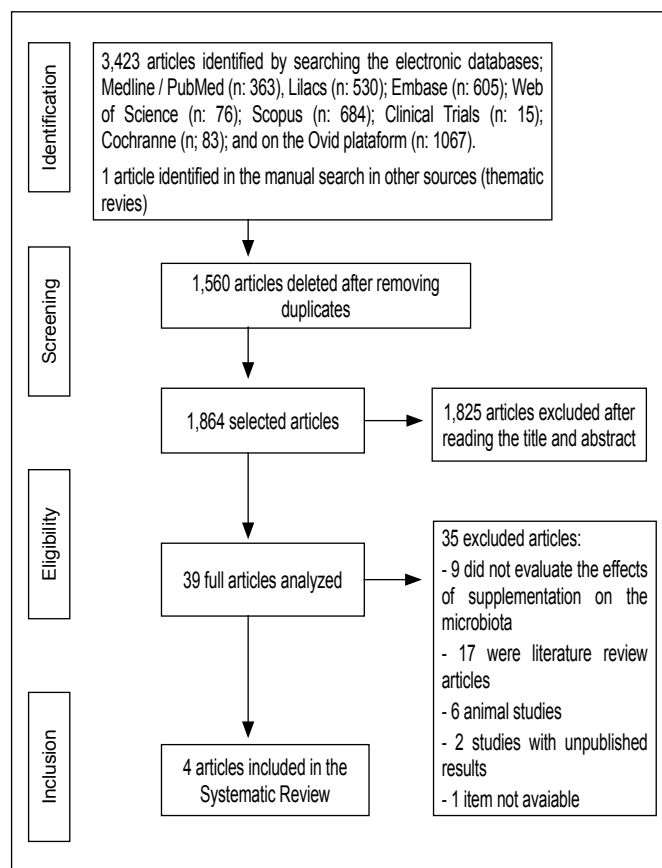 Identification
3,423 articles identified by searching the electronic databases;
Medline / PubMed (n: 363), Lilacs (n: 530); Embase (n: 605); Web
of Science (n: 76); Scopus (n: 684); Clinical Trials (n: 15);
Cochranne (n; 83); and on the Ovid plataform (n: 1067).
1 article identified in the manual search in other sources (thematic
revies)
Screening
1,560 articles deleted after removing
duplicates
1,864 selected articles
1,825 articles excluded after
reading the title and abstract
Eligibility
39 full articles analyzed
35 excluded articles:
- 9 did not evaluate the effects
of supplementation on the
microbiota
- 17 were literature review
articles
- 6 animal studies
- 2 studies with unpublished
results
- 1 item not avaiable
Inclusion
4 articles included in the
Systematic Review